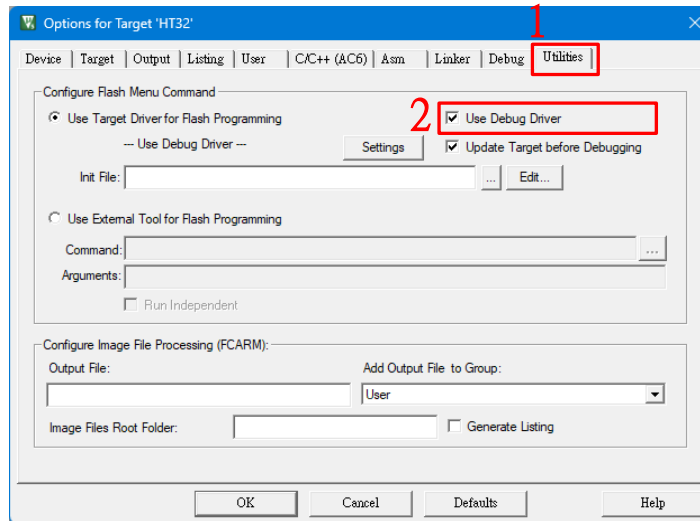 Options for Target 'HT32'
1
Device | Target | Output | Listing | User | C/C++ (AC6) | Asm | Linker | Debug | Utilities
Configure Flash Menu Command
Use Target Driver for Flash Programming
2
Use Debug Driver
--- Use Debug Driver ---
Settings
Update Target before Debugging
Init File:
...
Edit...
Use External Tool for Flash Programming
Command:
...
Arguments:
Run Independent
Configure Image File Processing (FCARM):
Output File:
Add Output File to Group:
User
Image Files Root Folder:
Generate Listing
OK
Cancel
Defaults
Help